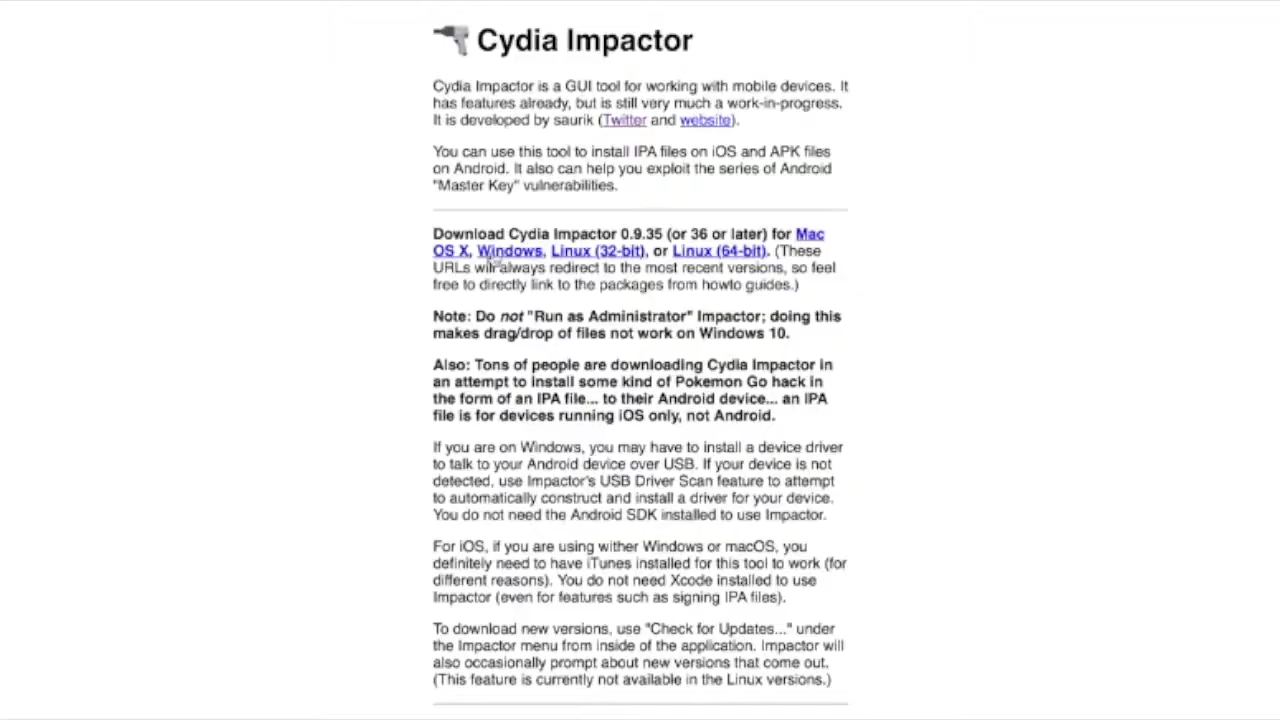 Cydia Impactor
Cydia Impactor is a GUI tool for working with mobile devices. It
has features already, but is still very much a work-in-progress.
It is developed by saurik (Twitter and website).
You can use this tool to install IPA files on iOS and APK files
on Android. It also can help you exploit the series of Android
"Master Key" vulnerabilities.
Download Cydia Impactor 0.9.35 (or 36 or later) for Mac
OS X, Windows, Linux (32-bit), or Linux (64-bit). (These
URLs will always redirect to the most recent versions, so feel
free to directly link to the packages from howto guides.)
Note: Do not "Run as Administrator" Impactor; doing this
makes drag/drop of files not work on Windows 10.
Also: Tons of people are downloading Cydia Impactor in
an attempt to install some kind of Pokemon Go hack in
the form of an IPA file... to their Android device... an IPA
file is for devices running iOS only, not Android.
If you are on Windows, you may have to install a device driver
to talk to your Android device over USB. If your device is not
detected, use Impactor's USB Driver Scan feature to attempt
to automatically construct and install a driver for your device.
You do not need the Android SDK installed to use Impactor.
For iOS, if you are using wither Windows or macOS, you
definitely need to have iTunes installed for this tool to work (for
different reasons). You do not need Xcode installed to use
Impactor (even for features such as signing IPA files).
To download new versions, use "Check for Updates..." under
the Impactor menu from inside of the application. Impactor will
also occasionally prompt about new versions that come out.
(This feature is currently not available in the Linux versions.)